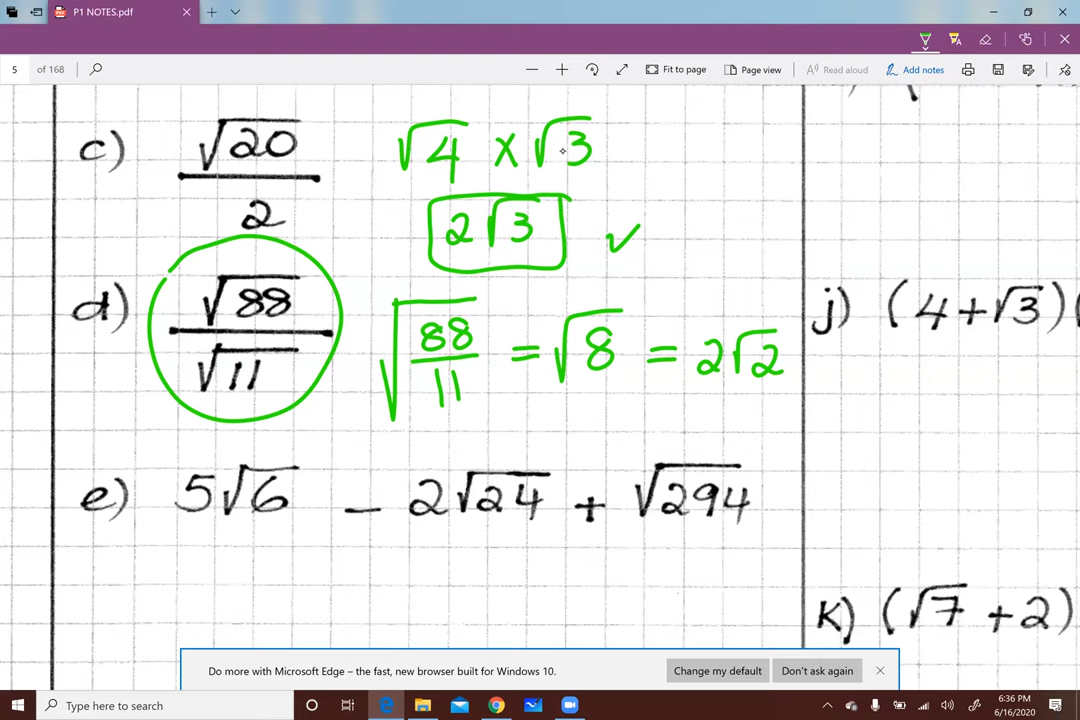 P1 NOTES.pdf
5 of 168 Fit to page Page view Read aloud Add notes
c) √20 / 2 √4 × √3
2√3 ✓
d) √88 / √11 √(88/11) = √8 = 2√2
j) (4+√3)(
e) 5√6 - 2√24 + √294
K) (√7 +2)
Do more with Microsoft Edge – the fast, new browser built for Windows 10. Change my default Don't ask again
Type here to search
6:36 PM
6/16/2020